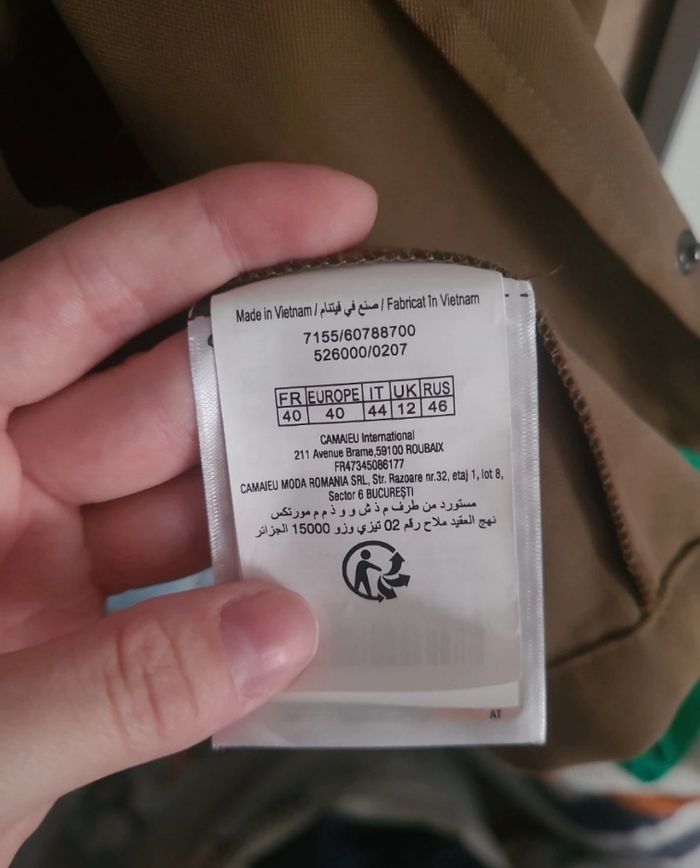 Made in Vietnam / صنع في فيتنام / Fabricat în Vietnam
7155/60788700
526000/0207
FR EUROPE IT UK RUS
40 40 44 12 46
CAMAIEU International
211 Avenue Brame,59100 ROUBAIX
FR47345086177
CAMAIEU MODA ROMANIA SRL, Str. Razoare nr.32, etaj 1, lot 8,
Sector 6 BUCUREȘTI
مستورد من طرف م ذ ش و و ذ م م مورتكس
نهج العقيد ملاح رقم 02 تيزي وزو 15000 الجزائر
AT